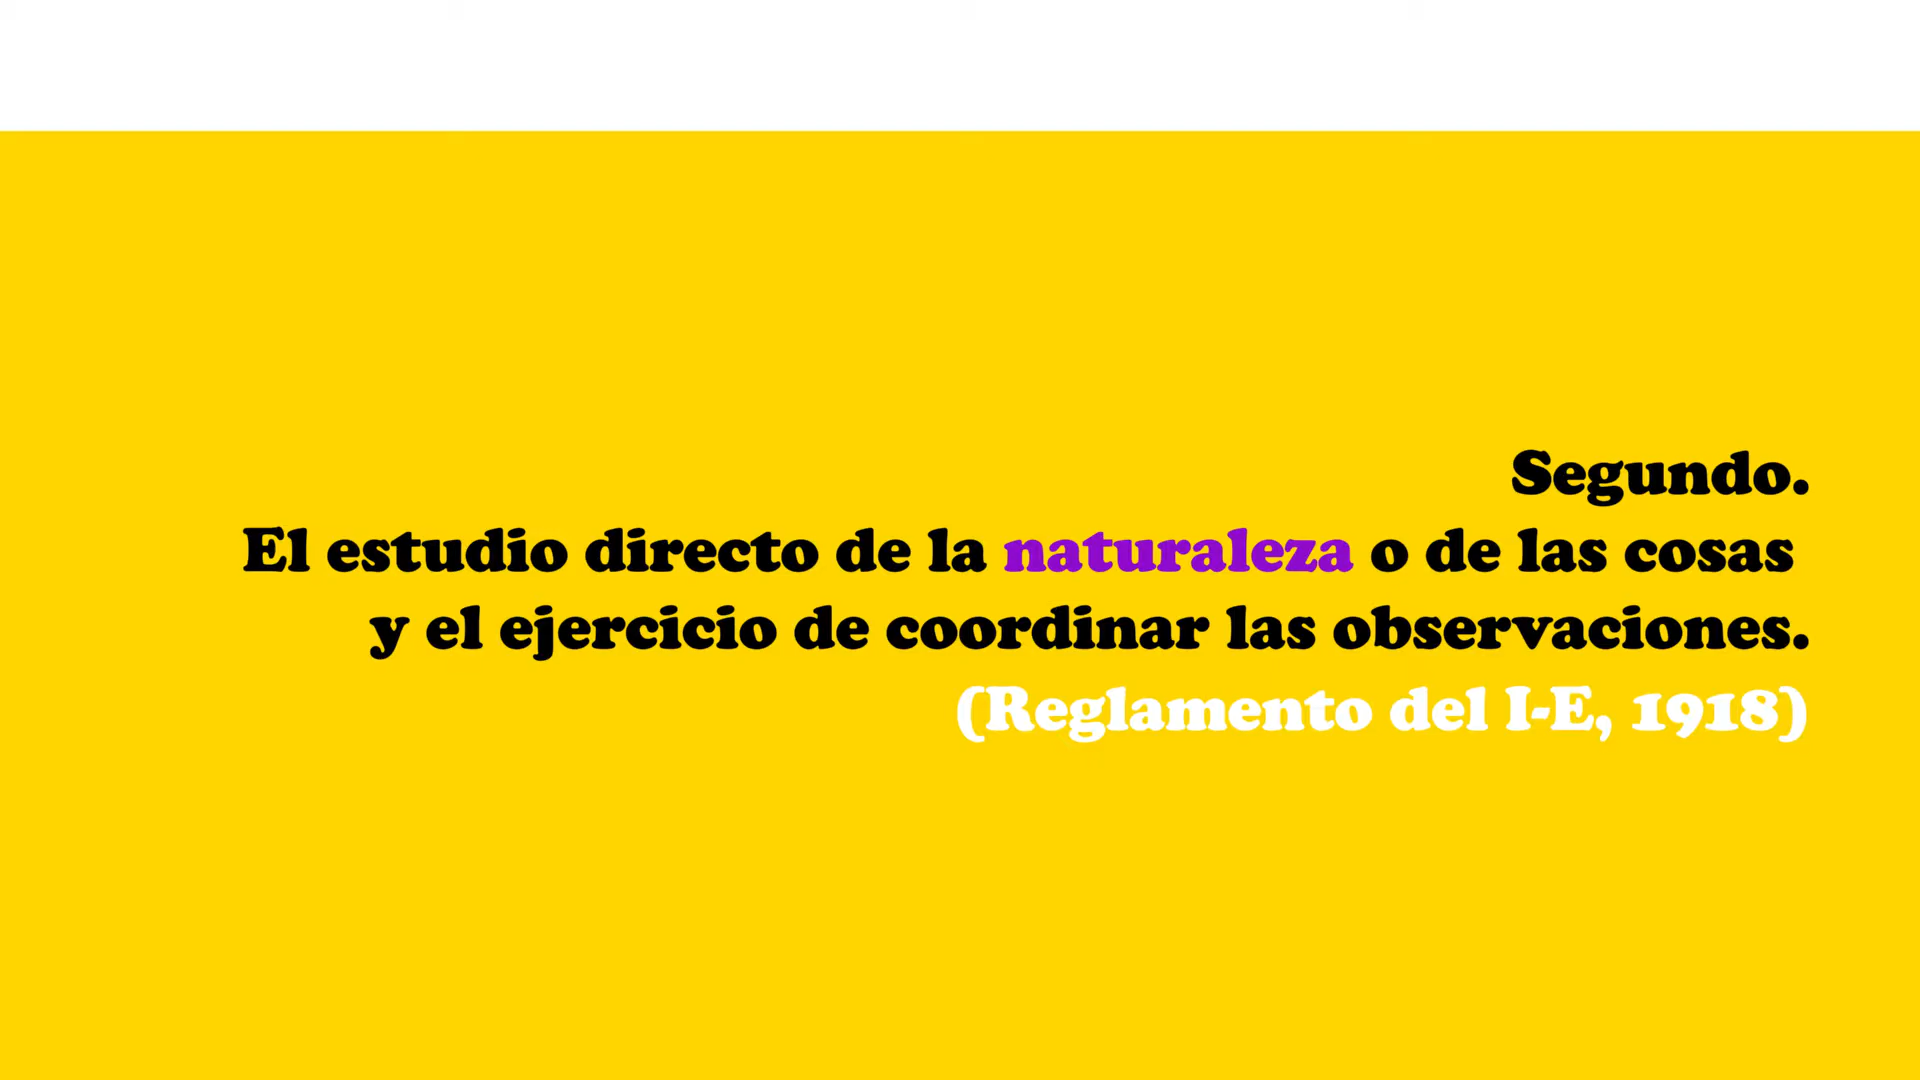 Segundo.
El estudio directo de la naturaleza o de las cosas
y el ejercicio de coordinar las observaciones.
(Reglamento del I-E, 1918)